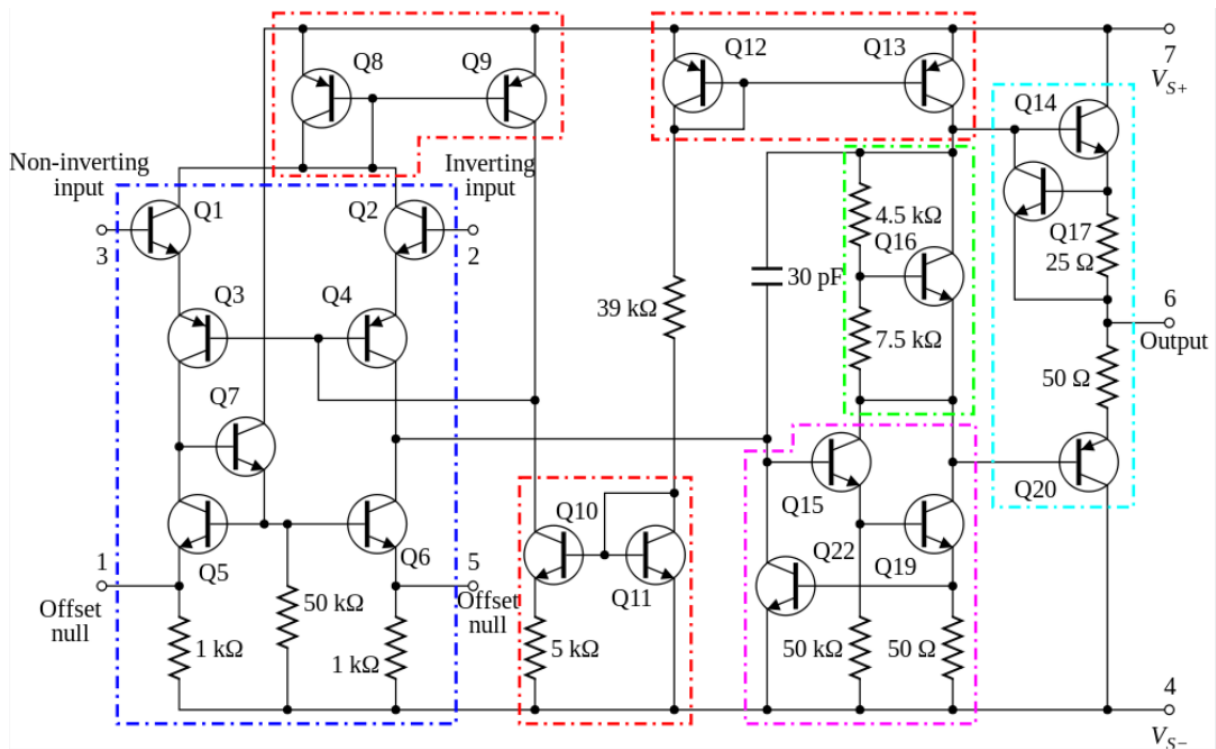 Q8
Q9
Q12
Q13
7
V_{S+}
Q14
Non-inverting
input
Inverting
input
Q1
Q2
3
2
4.5 kΩ
Q16
Q17
25 Ω
Q3
Q4
39 kΩ
30 pF
7.5 kΩ
6
Output
50 Ω
Q7
Q15
Q20
Q10
Q22
Q19
1
Q5
Q6
5
Offset
null
50 kΩ
Offset
null
Q11
1 kΩ
1 kΩ
5 kΩ
50 kΩ
50 Ω
4
V_{S−}